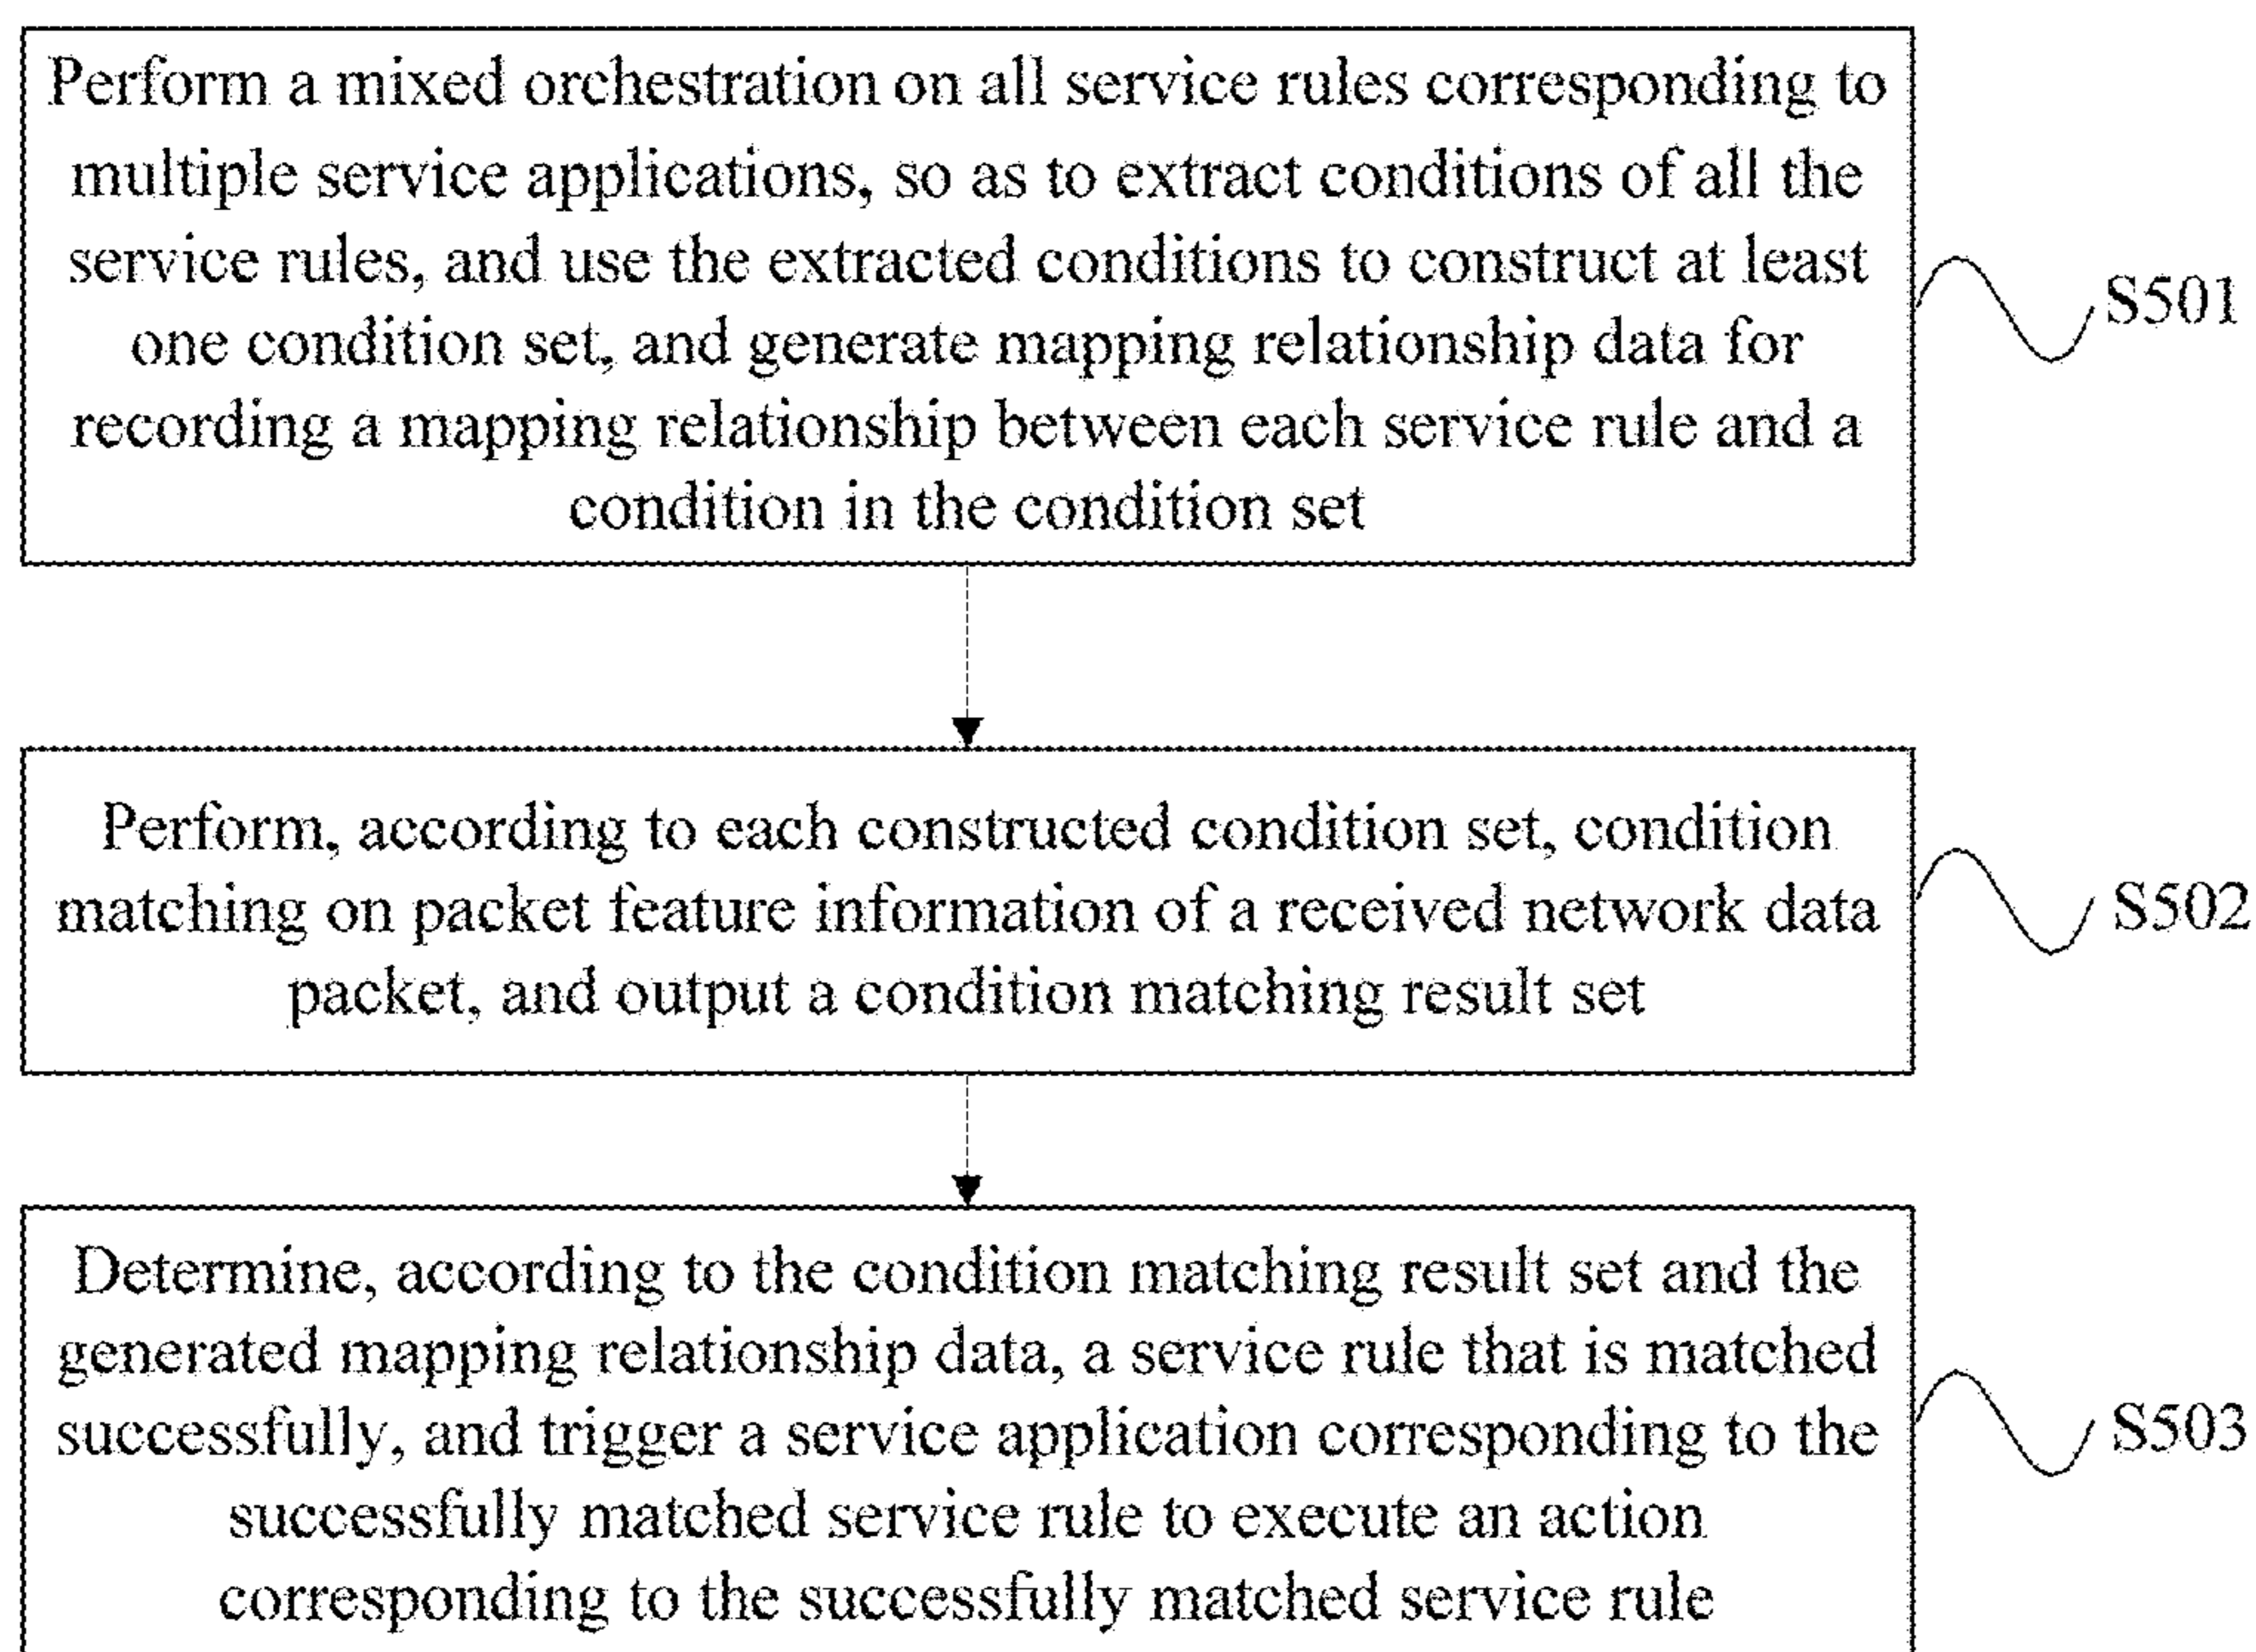 Perform a mixed orchestration on all service rules corresponding to
multiple service applications, so as to extract conditions of all the
service rules, and use the extracted conditions to construct at least
one condition set, and generate mapping relationship data for
recording a mapping relationship between each service rule and a
condition in the condition set
S501
Perform, according to each constructed condition set, condition
matching on packet feature information of a received network data
packet, and output a condition matching result set
S502
Determine, according to the condition matching result set and the
generated mapping relationship data, a service rule that is matched
successfully, and trigger a service application corresponding to the
successfully matched service rule to execute an action
corresponding to the successfully matched service rule
S503